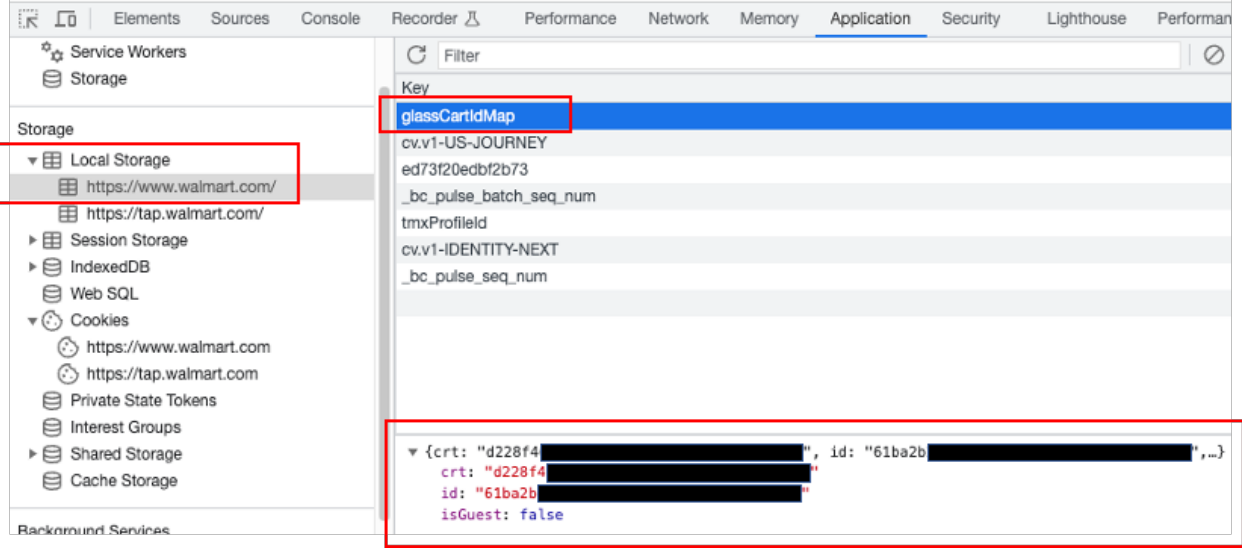 Elements Sources Console Recorder Performance Network Memory Application Security Lighthouse Performan
Service Workers
Storage
Storage
Local Storage
https://www.walmart.com/
https://tap.walmart.com/
Session Storage
IndexedDB
Web SQL
Cookies
https://www.walmart.com
https://tap.walmart.com
Private State Tokens
Interest Groups
Shared Storage
Cache Storage
Background Services
Filter
Key
glassCartIdMap
cv.v1-US-JOURNEY
ed73f20edbf2b73
_bc_pulse_batch_seq_num
tmxProfileId
cv.v1-IDENTITY-NEXT
_bc_pulse_seq_num
{crt: "d228f4", id: "61ba2b",…}
crt: "d228f4"
id: "61ba2b"
isGuest: false